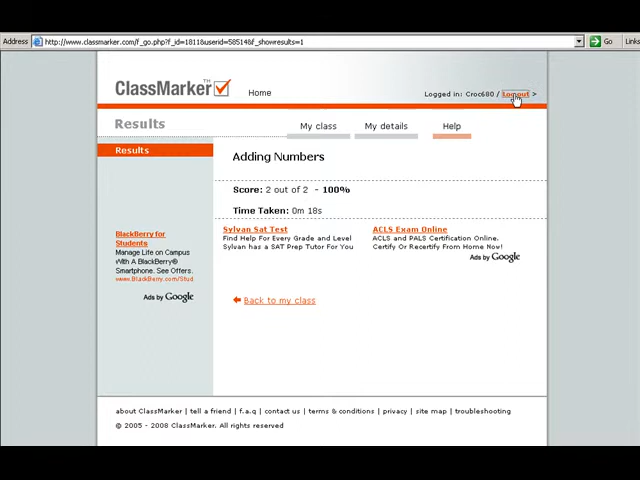 Address http://www.classmarker.com/f_go.php?f_id=1811&userid=58514&f_showresults=1 Go Links
ClassMarker™ Home Logged in: Croc680 / Logout >
Results My class My details Help
Results
Adding Numbers
Score: 2 out of 2 - 100%
Time Taken: 0m 18s
Sylvan Sat Test
Find Help For Every Grade and Level
Sylvan has a SAT Prep Tutor For You
ACLS Exam Online
ACLS and PALS Certification Online.
Certify Or Recertify From Home Now!
Ads by Google
BlackBerry for
Students
Manage Life on Campus
With A BlackBerry®
Smartphone. See Offers.
www.BlackBerry.com/Stud
Ads by Google
Back to my class
about ClassMarker | tell a friend | f.a.q | contact us | terms & conditions | privacy | site map | troubleshooting
© 2005 - 2008 ClassMarker. All rights reserved